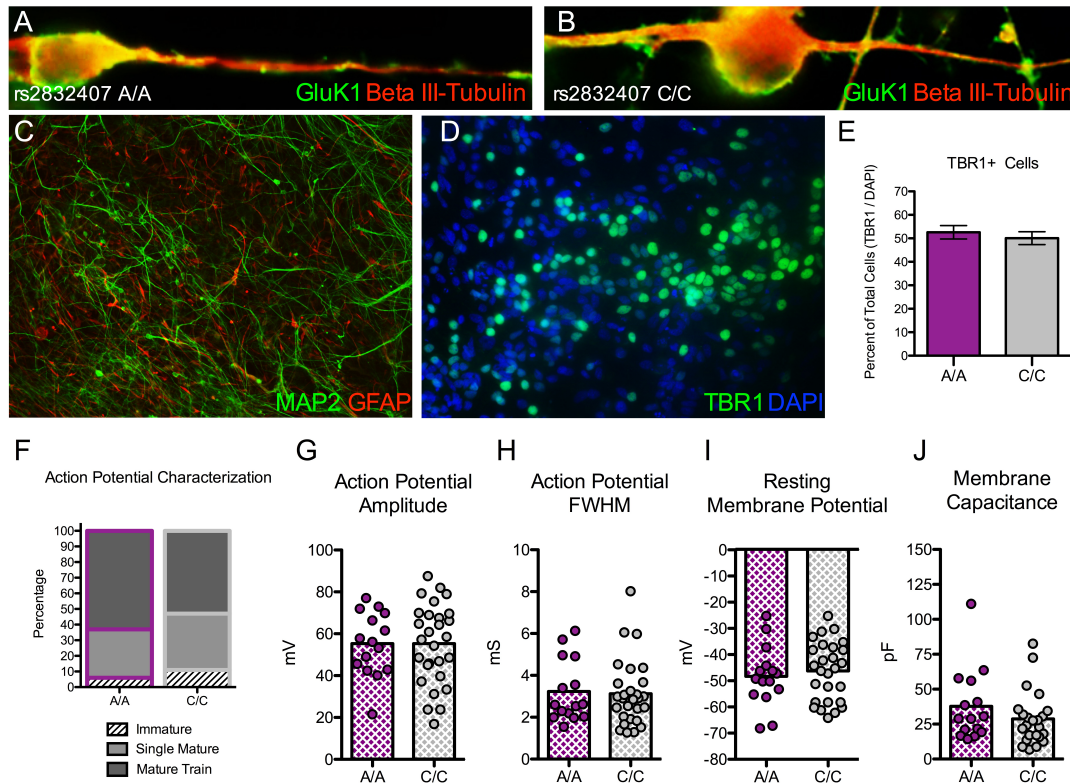 A
rs2832407 A/A
GluK1 Beta III-Tubulin
B
rs2832407 C/C
GluK1 Beta III-Tubulin
C
MAP2 GFAP
D
TBR1 DAPI
E
TBR1+ Cells
Percent of Total Cells (TBR1 / DAPI)
70
60
50
40
30
20
10
0
A/A
C/C
F
Action Potential Characterization
Percentage
100
90
80
70
60
50
40
30
20
10
0
A/A
C/C
Immature
Single Mature
Mature Train
G
Action Potential
Amplitude
mV
100
80
60
40
20
0
A/A
C/C
H
Action Potential
FWHM
mS
10
8
6
4
2
0
A/A
C/C
I
Resting
Membrane Potential
mV
0
-10
-20
-30
-40
-50
-60
-70
-80
A/A
C/C
J
Membrane
Capacitance
pF
150
125
100
75
50
25
0
A/A
C/C